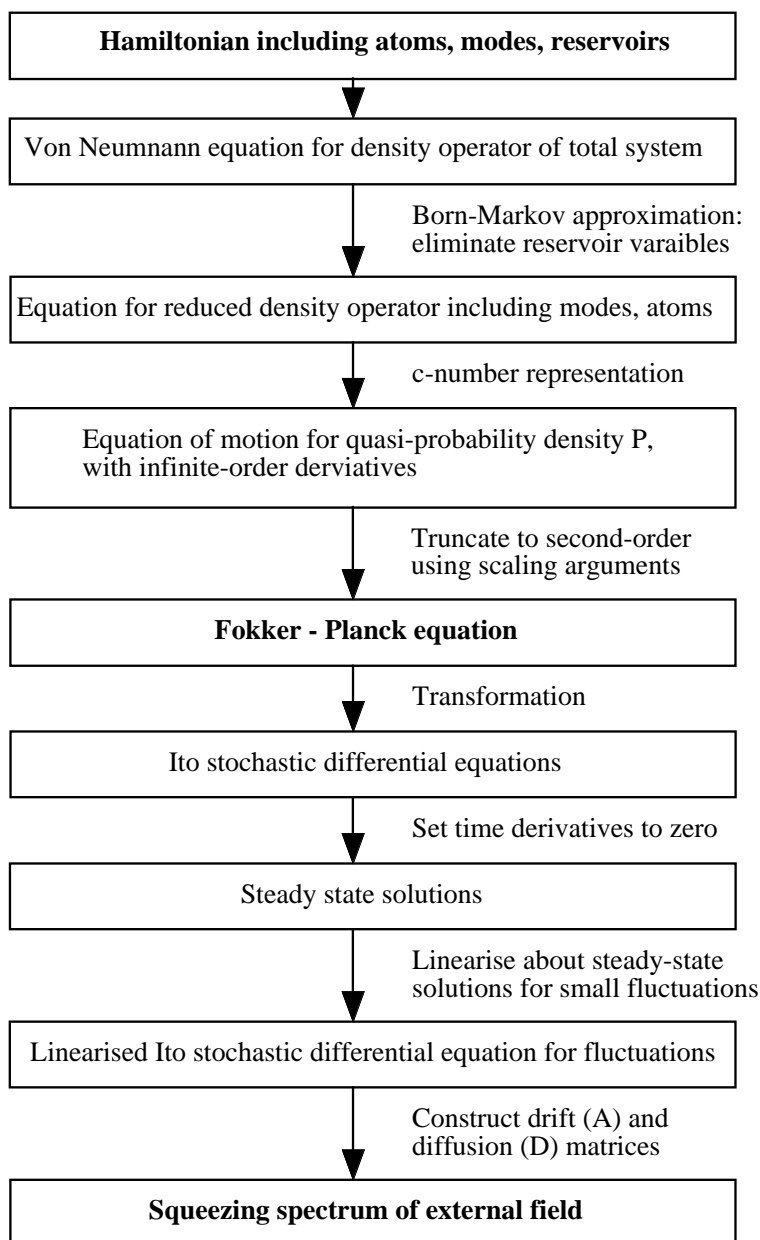 Hamiltonian including atoms, modes, reservoirs
Von Neumnann equation for density operator of total system
Born-Markov approximation:
eliminate reservoir varaibles
Equation for reduced density operator including modes, atoms
c-number representation
Equation of motion for quasi-probability density P,
with infinite-order derviatives
Truncate to second-order
using scaling arguments
Fokker - Planck equation
Transformation
Ito stochastic differential equations
Set time derivatives to zero
Steady state solutions
Linearise about steady-state
solutions for small fluctuations
Linearised Ito stochastic differential equation for fluctuations
Construct drift (A) and
diffusion (D) matrices
Squeezing spectrum of external field